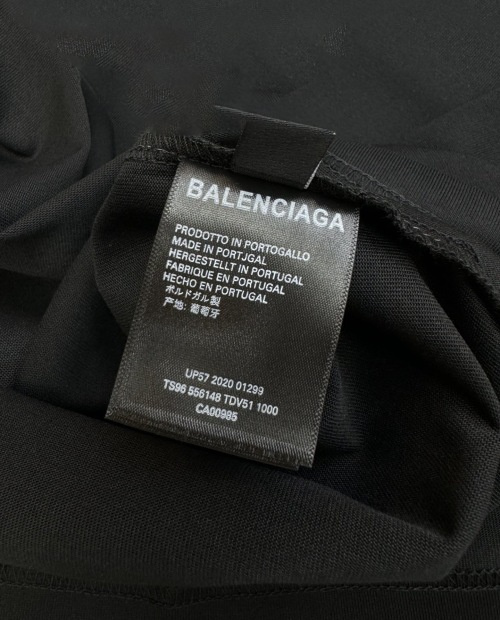 BALENCIAGA
PRODOTTO IN PORTOGALLO
MADE IN PORTJGAL
HERGESTELLT IN PORTUGAL
FABRIQUE EN PORTUGAL
HECHO EN PORTUGAL
ポルドガル製
产地: 葡萄牙
UP57 2020 01299
TS96 556148 TDV51 1000
CA00985